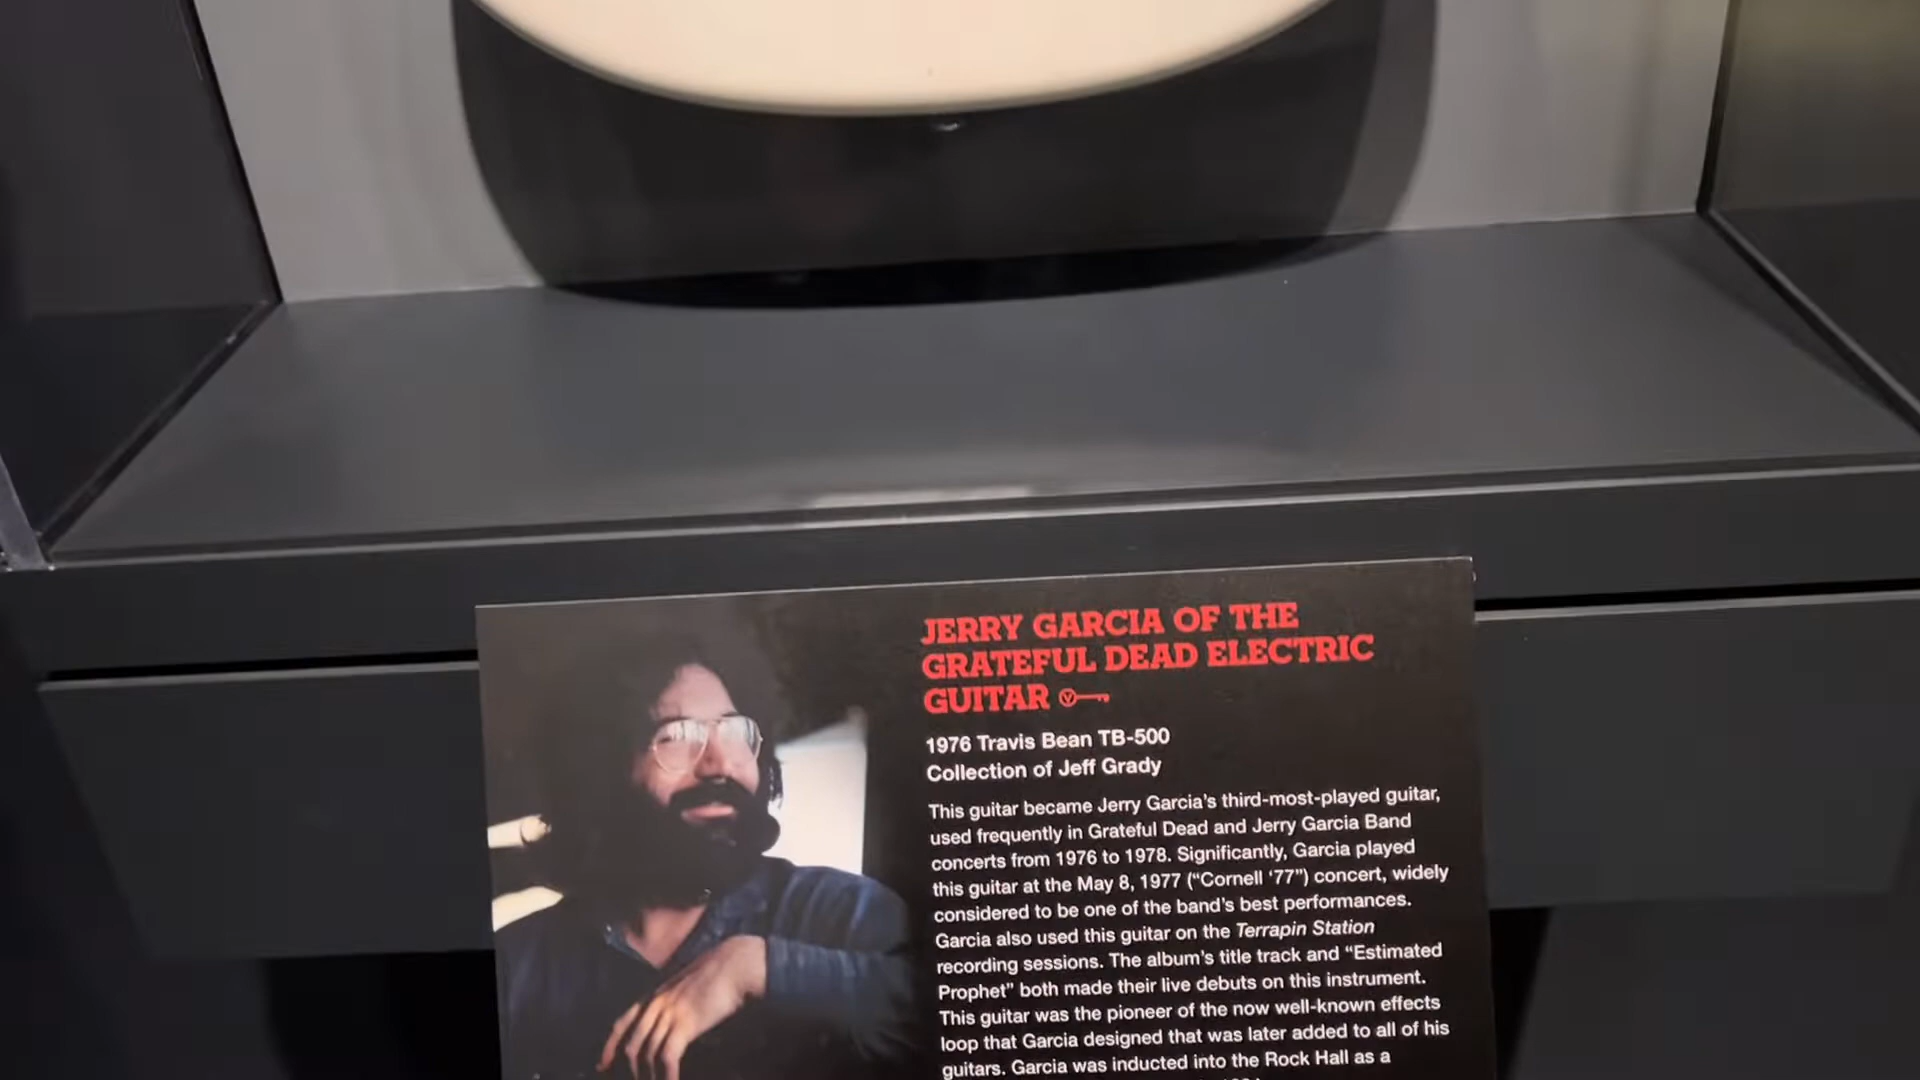 JERRY GARCIA OF THE
GRATEFUL DEAD ELECTRIC
GUITAR
1976 Travis Bean TB-500
Collection of Jeff Grady
This guitar became Jerry Garcia's third-most-played guitar,
used frequently in Grateful Dead and Jerry Garcia Band
concerts from 1976 to 1978. Significantly, Garcia played
this guitar at the May 8, 1977 (“Cornell ‘77”) concert, widely
considered to be one of the band's best performances.
Garcia also used this guitar on the Terrapin Station
recording sessions. The album's title track and “Estimated
Prophet” both made their live debuts on this instrument.
This guitar was the pioneer of the now well-known effects
loop that Garcia designed that was later added to all of his
guitars. Garcia was inducted into the Rock Hall as a